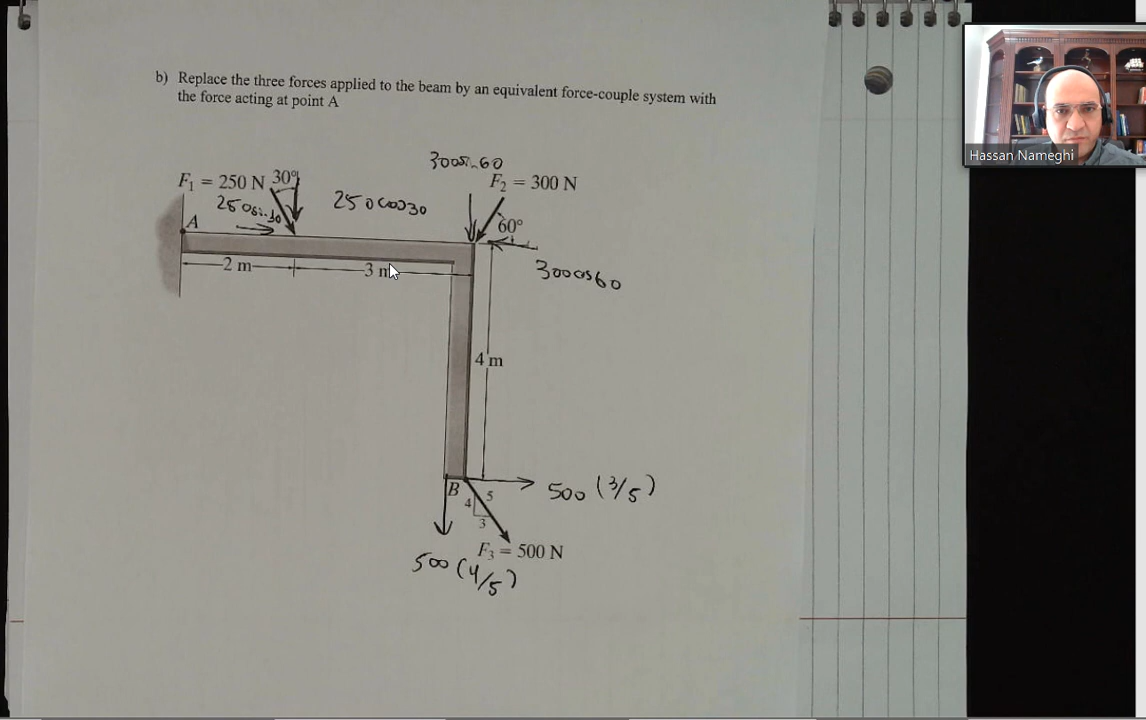 b) Replace the three forces applied to the beam by an equivalent force-couple system with
the force acting at point A
Hassan Nameghi
300sin60
F₁ = 250 N 30°
F₂ = 300 N
250sin30
250cos30
A
60°
2 m
3 m
300cos60
4 m
B
4
5
3
500 (3/5)
F₃ = 500 N
500 (4/5)